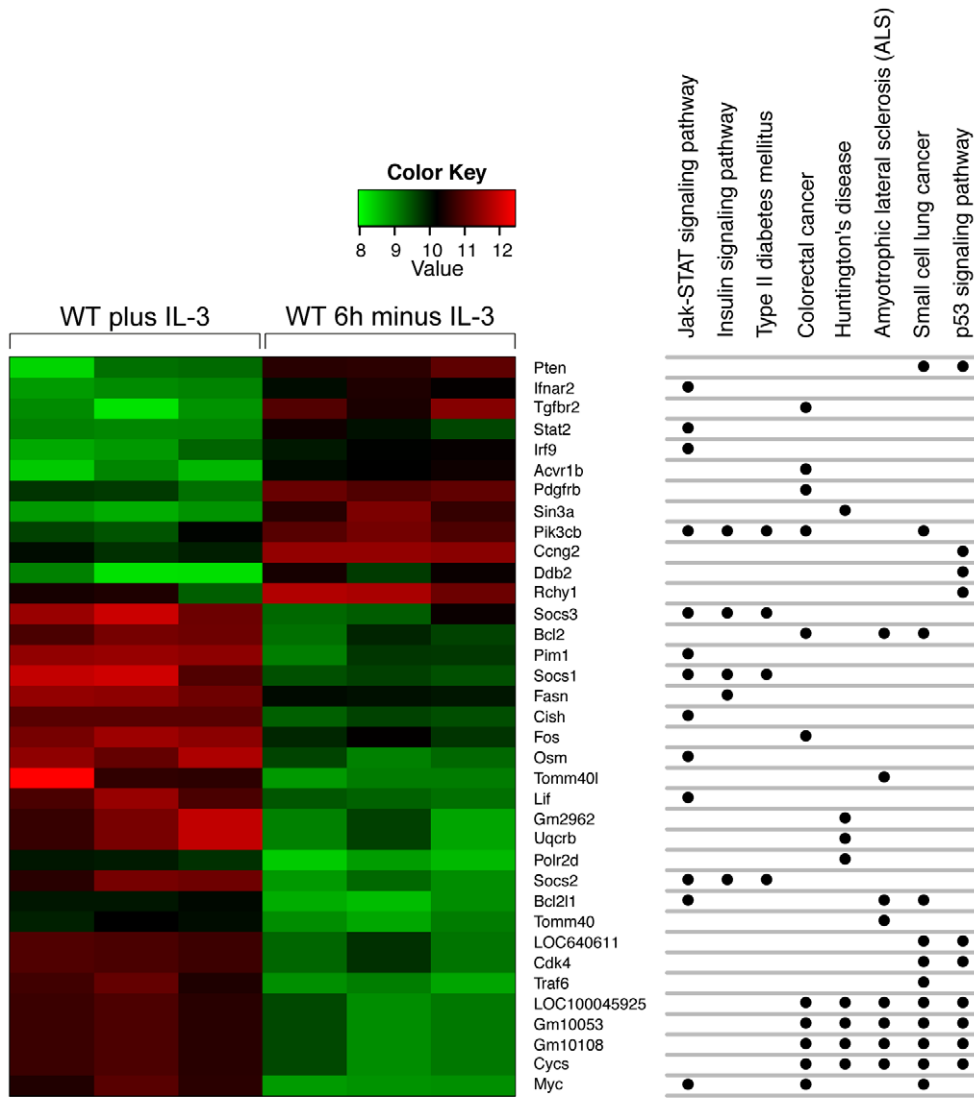 Jak-STAT signaling pathway
Insulin signaling pathway
Type II diabetes mellitus
Colorectal cancer
Huntington's disease
Amyotrophic lateral sclerosis (ALS)
Small cell lung cancer
p53 signaling pathway
Color Key
8 9 10 11 12
Value
WT plus IL-3
WT 6h minus IL-3
Pten
Ifnar2
Tgfbr2
Stat2
Irf9
Acvr1b
Pdgfrb
Sin3a
Pik3cb
Ccng2
Ddb2
Rchy1
Socs3
Bcl2
Pim1
Socs1
Fasn
Cish
Fos
Osm
Tomm40l
Lif
Gm2962
Uqcrb
Polr2d
Socs2
Bcl2l1
Tomm40
LOC640611
Cdk4
Traf6
LOC100045925
Gm10053
Gm10108
Cycs
Myc